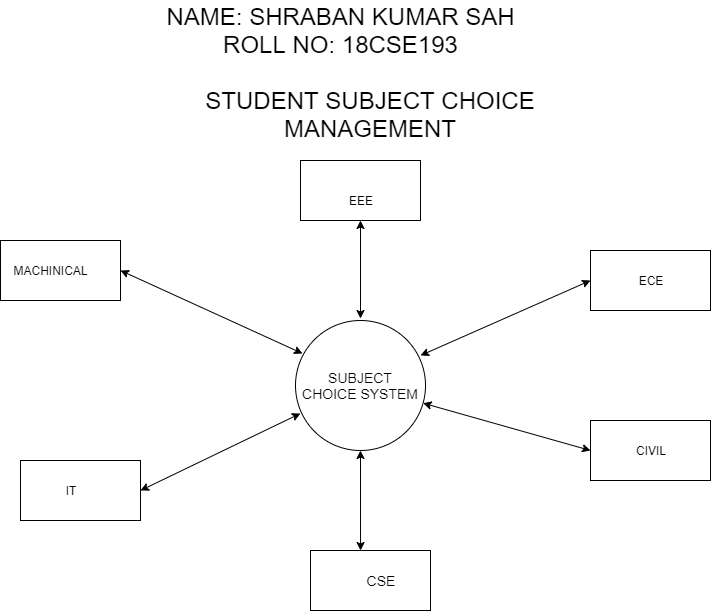 NAME: SHRABAN KUMAR SAH
ROLL NO: 18CSE193
STUDENT SUBJECT CHOICE
MANAGEMENT
EEE
MACHINICAL
ECE
SUBJECT
CHOICE SYSTEM
CIVIL
IT
CSE